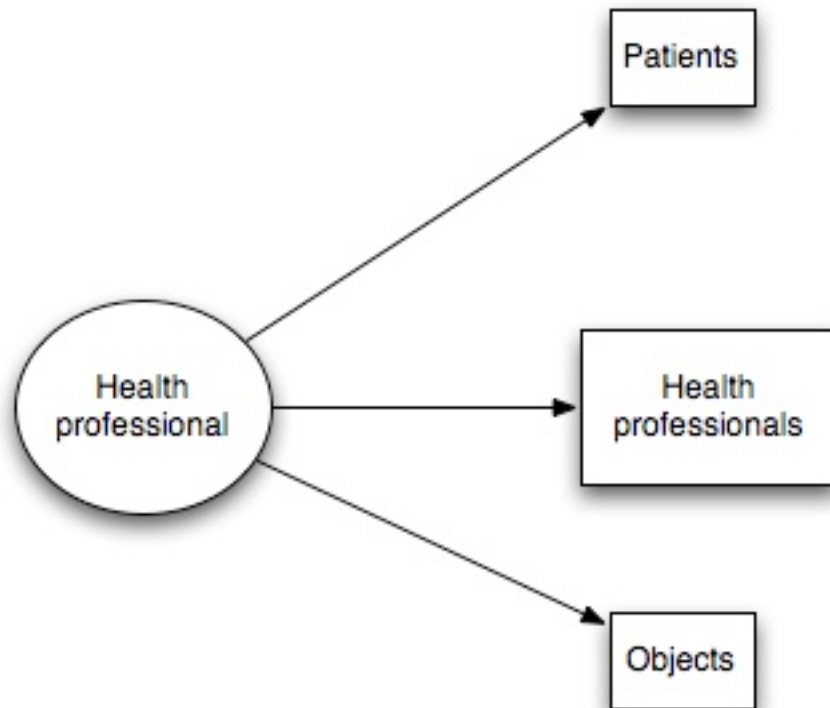 Patients
Health
professional
Health
professionals
Objects